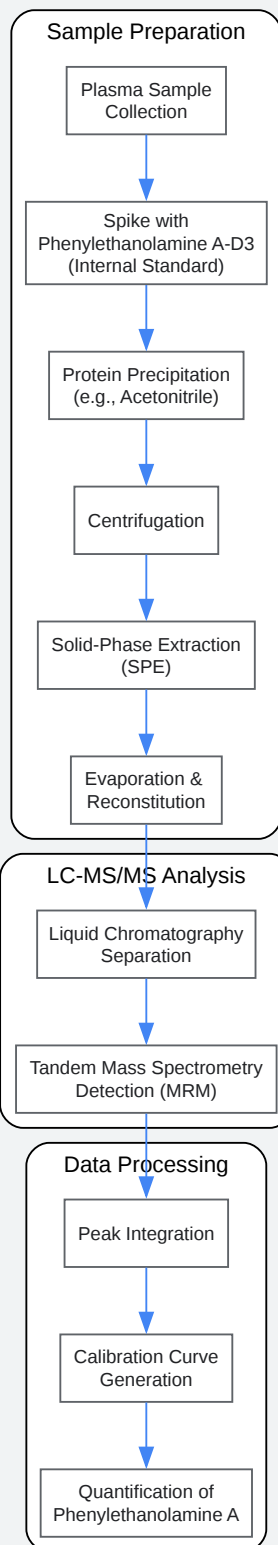 Sample Preparation
Plasma Sample
Collection
Spike with
Phenylethanolamine A-D3
(Internal Standard)
Protein Precipitation
(e.g., Acetonitrile)
Centrifugation
Solid-Phase Extraction
(SPE)
Evaporation &
Reconstitution
LC-MS/MS Analysis
Liquid Chromatography
Separation
Tandem Mass Spectrometry
Detection (MRM)
Data Processing
Peak Integration
Calibration Curve
Generation
Quantification of
Phenylethanolamine A